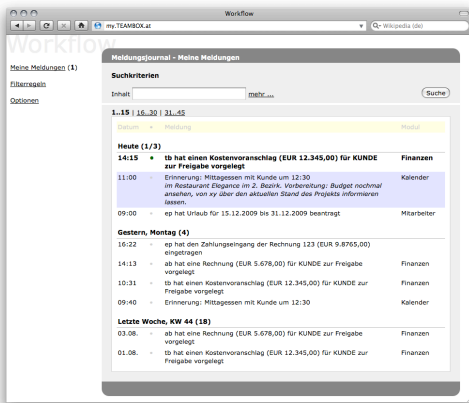 Workflow
my.TEAMBOX.at
Wikipedia (de)
Workflow
Meine Meldungen (1)
Filterregeln
Optionen
Meldungsjournal - Meine Meldungen
Suchkriterien
Inhalt mehr ... Suche
1..15 | 16..30 | 31..45
Datum Meldung Modul
Heute (1/3)
14:15 tb hat einen Kostenvoranschlag (EUR 12.345,00) für KUNDE Finanzen
zur Freigabe vorgelegt
11:00 Erinnerung: Mittagessen mit Kunde um 12:30 Kalender
im Restaurant Elegance im 2. Bezirk. Vorbereitung: Budget nochmal
ansehen, von xy über den aktuellen Stand des Projekts informieren
lassen.
09:00 ep hat Urlaub für 15.12.2009 bis 31.12.2009 beantragt Mitarbeiter
Gestern, Montag (4)
16:22 ep hat den Zahlungseingang der Rechnung 123 (EUR 9.8765,00)
eingetragen
14:13 ab hat eine Rechnung (EUR 5.678,00) für KUNDE zur Freigabe Finanzen
vorgelegt
10:31 tb hat einen Kostenvoranschlag (EUR 12.345,00) für KUNDE zur Finanzen
Freigabe vorgelegt
09:40 Erinnerung: Mittagessen mit Kunde um 12:30 Kalender
Letzte Woche, KW 44 (18)
03.08. ab hat eine Rechnung (EUR 5.678,00) für KUNDE zur Freigabe Finanzen
vorgelegt
01.08. tb hat einen Kostenvoranschlag (EUR 12.345,00) für KUNDE zur Finanzen
Freigabe vorgelegt